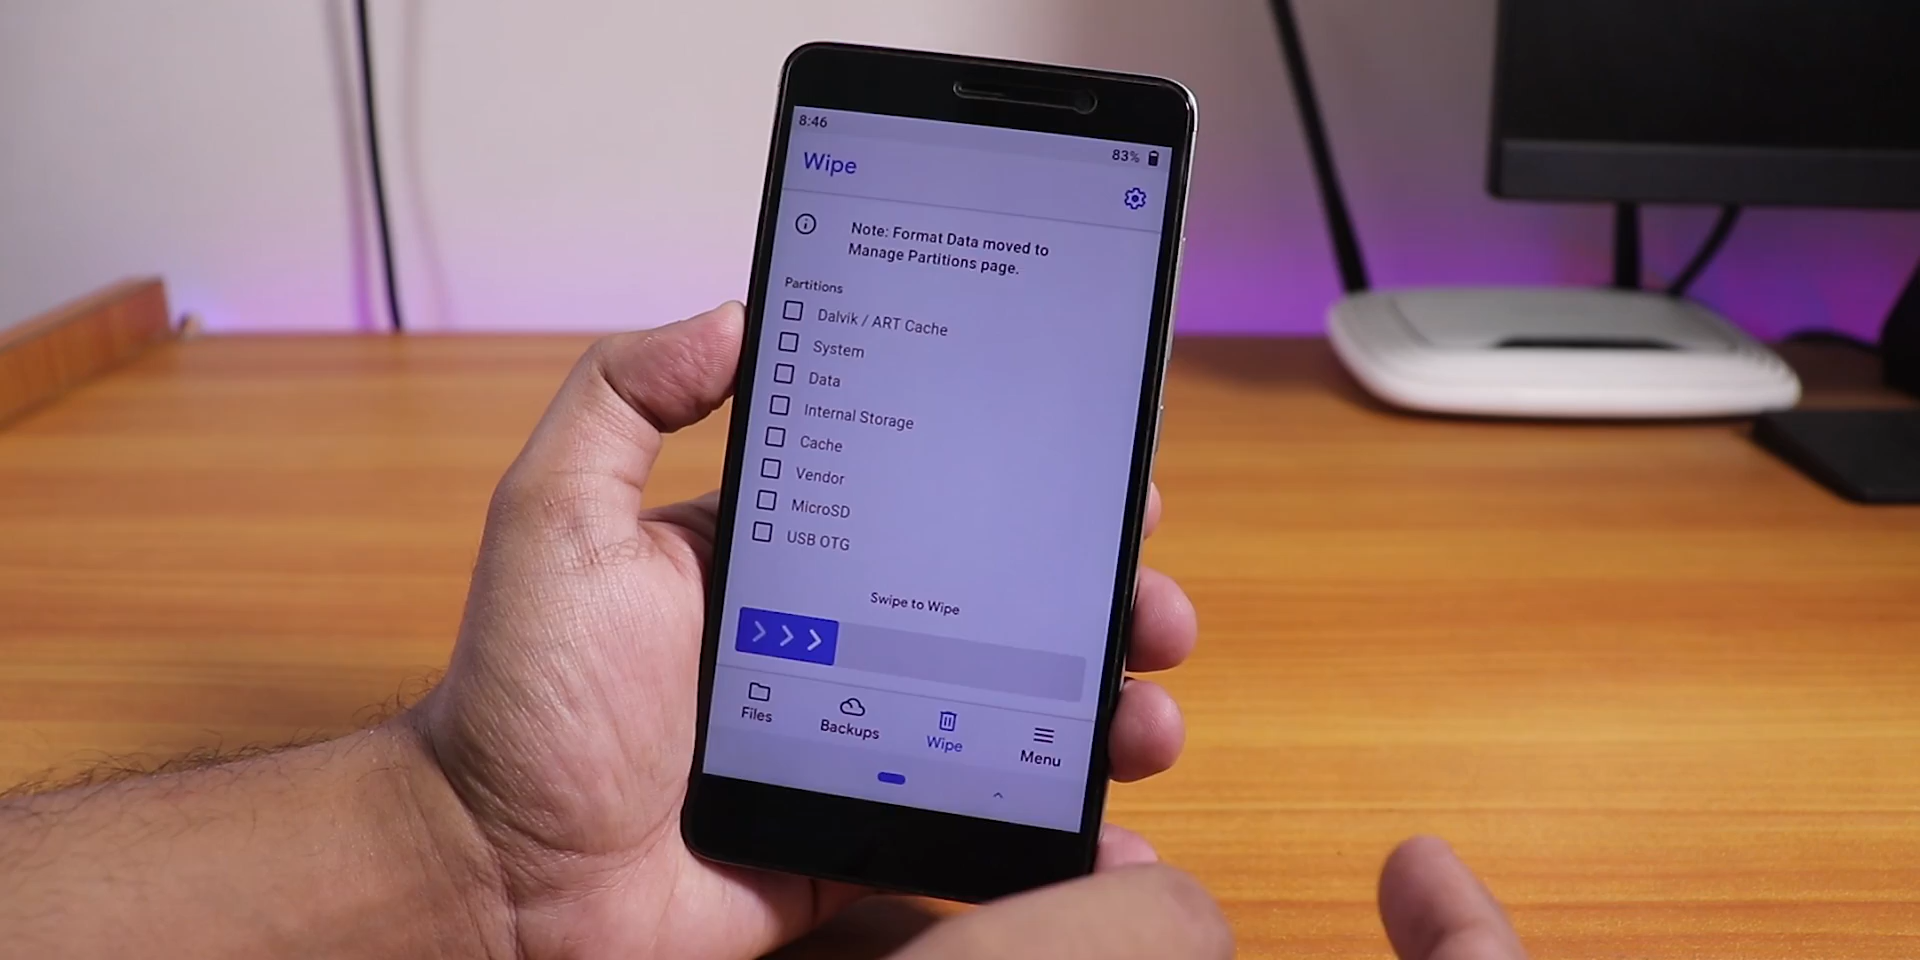 8:46
83%
Wipe
Note: Format Data moved to
Manage Partitions page.
Partitions
Dalvik / ART Cache
System
Data
Internal Storage
Cache
Vendor
MicroSD
USB OTG
Swipe to Wipe
Files
Backups
Wipe
Menu